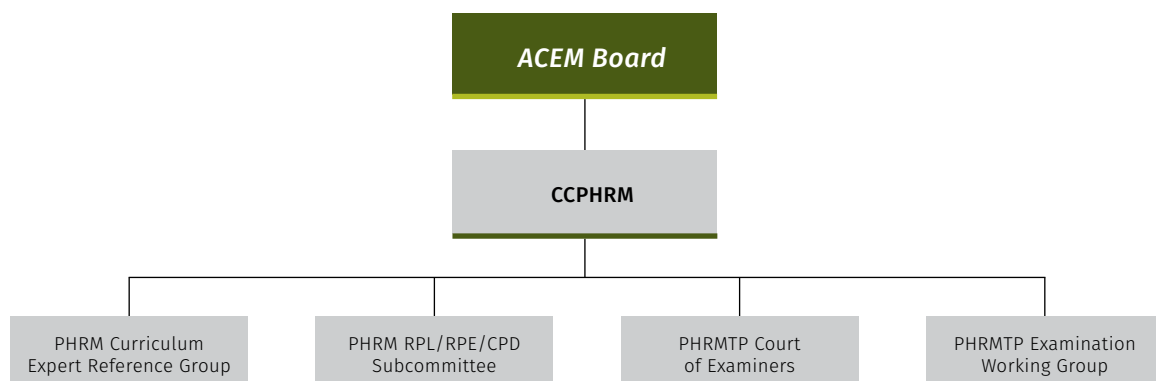 ACEM Board
CCPHRM
PHRM Curriculum
Expert Reference Group
PHRM RPL/RPE/CPD
Subcommittee
PHRMTP Court
of Examiners
PHRMTP Examination
Working Group